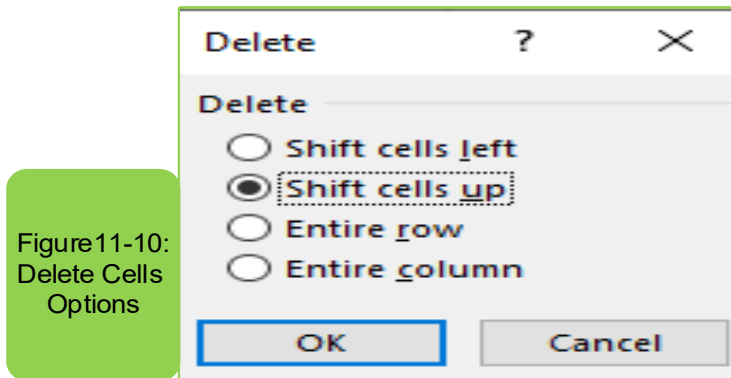 Delete ? ×
Delete
Shift cells left
Shift cells up
Entire row
Entire column
OK Cancel
Figure11-10:
Delete Cells
Options